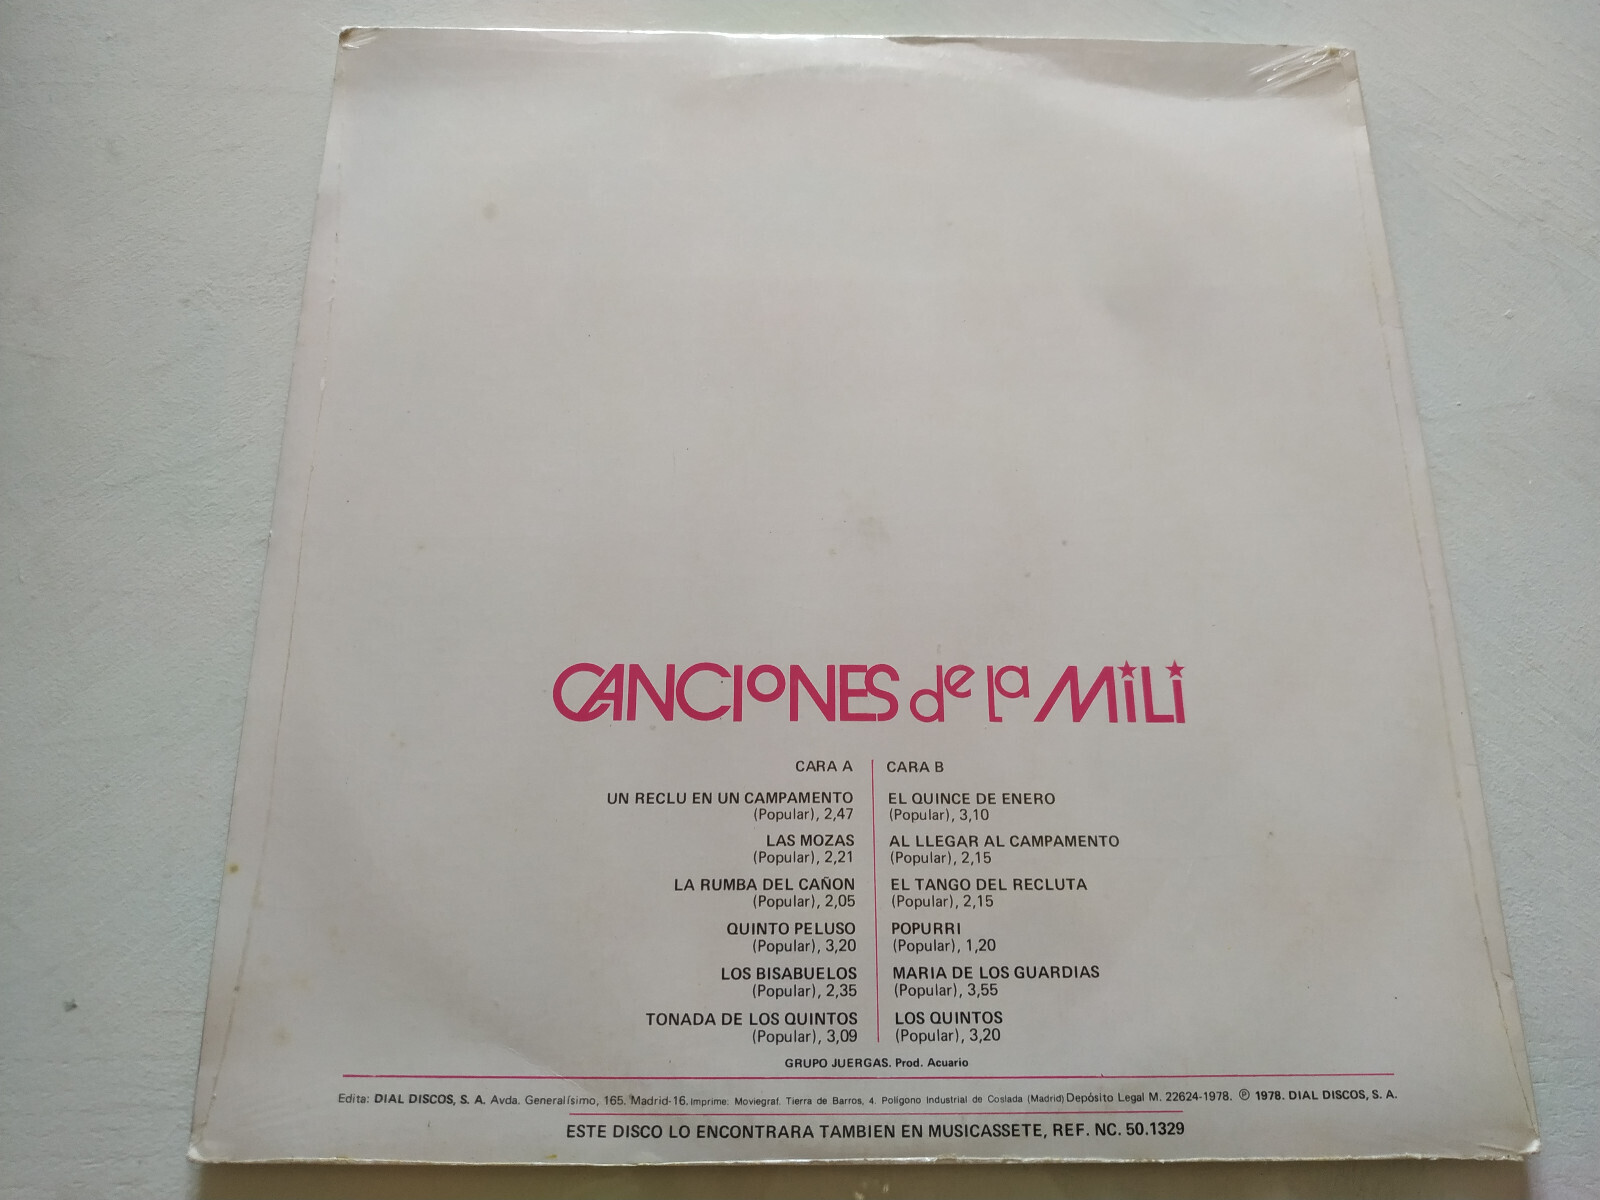 CANCIONES de la MiLi
CARA A
UN RECLU EN UN CAMPAMENTO
(Popular), 2,47
LAS MOZAS
(Popular), 2,21
LA RUMBA DEL CAÑON
(Popular), 2,05
QUINTO PELUSO
(Popular), 3,20
LOS BISABUELOS
(Popular), 2,35
TONADA DE LOS QUINTOS
(Popular), 3,09
CARA B
EL QUINCE DE ENERO
(Popular), 3,10
AL LLEGAR AL CAMPAMENTO
(Popular), 2,15
EL TANGO DEL RECLUTA
(Popular), 2,15
POPURRI
(Popular), 1,20
MARIA DE LOS GUARDIAS
(Popular), 3,55
LOS QUINTOS
(Popular), 3,20
GRUPO JUERGAS. Prod. Acuario
Edita: DIAL DISCOS, S. A. Avda. Generalísimo, 165. Madrid-16. Imprime: Moviegraf. Tierra de Barros, 4. Polígono Industrial de Coslada (Madrid) Depósito Legal M. 22624-1978. ℗ 1978. DIAL DISCOS, S. A.
ESTE DISCO LO ENCONTRARA TAMBIEN EN MUSICASSETE, REF. NC. 50.1329